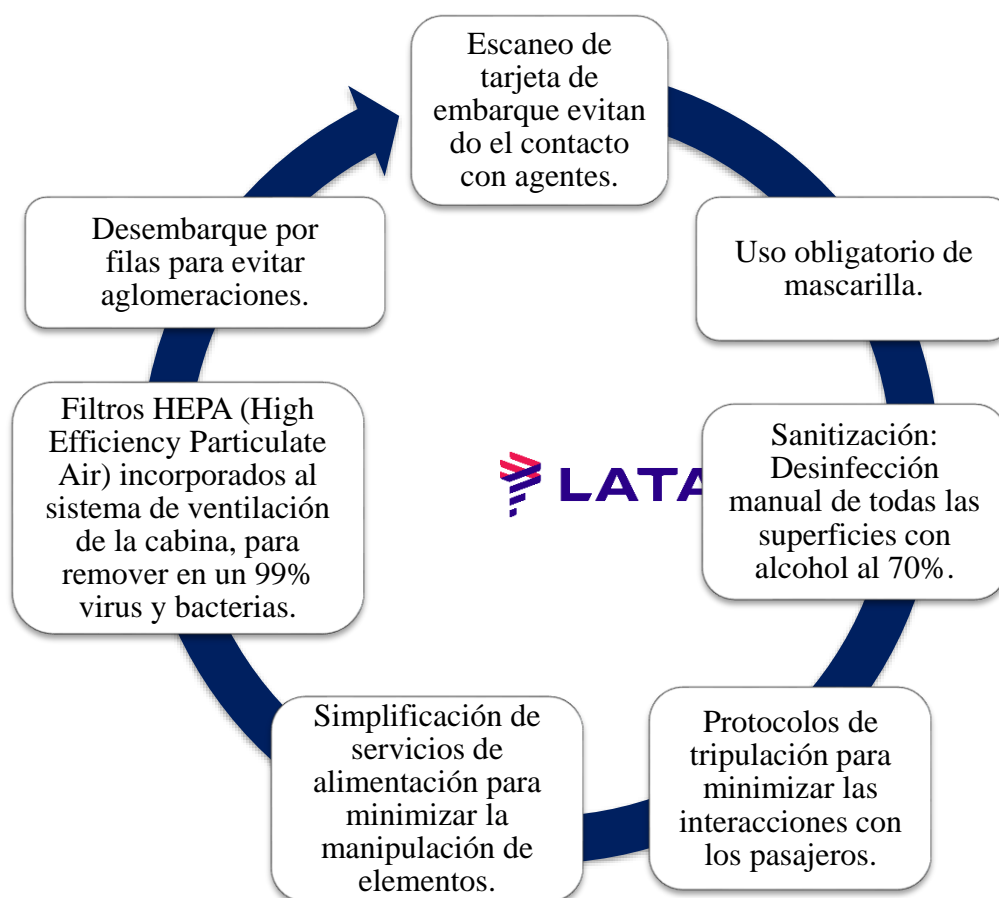 Escaneo de
tarjeta de
embarque evitan
do el contacto
con agentes.
Uso obligatorio de
mascarilla.
Sanitización:
Desinfección
manual de todas las
superficies con
alcohol al 70%.
Protocolos de
tripulación para
minimizar las
interacciones con
los pasajeros.
Simplificación de
servicios de
alimentación para
minimizar la
manipulación de
elementos.
Filtros HEPA (High
Efficiency Particulate
Air) incorporados al
sistema de ventilación
de la cabina, para
remover en un 99%
virus y bacterias.
Desembarque por
filas para evitar
aglomeraciones.
LATA